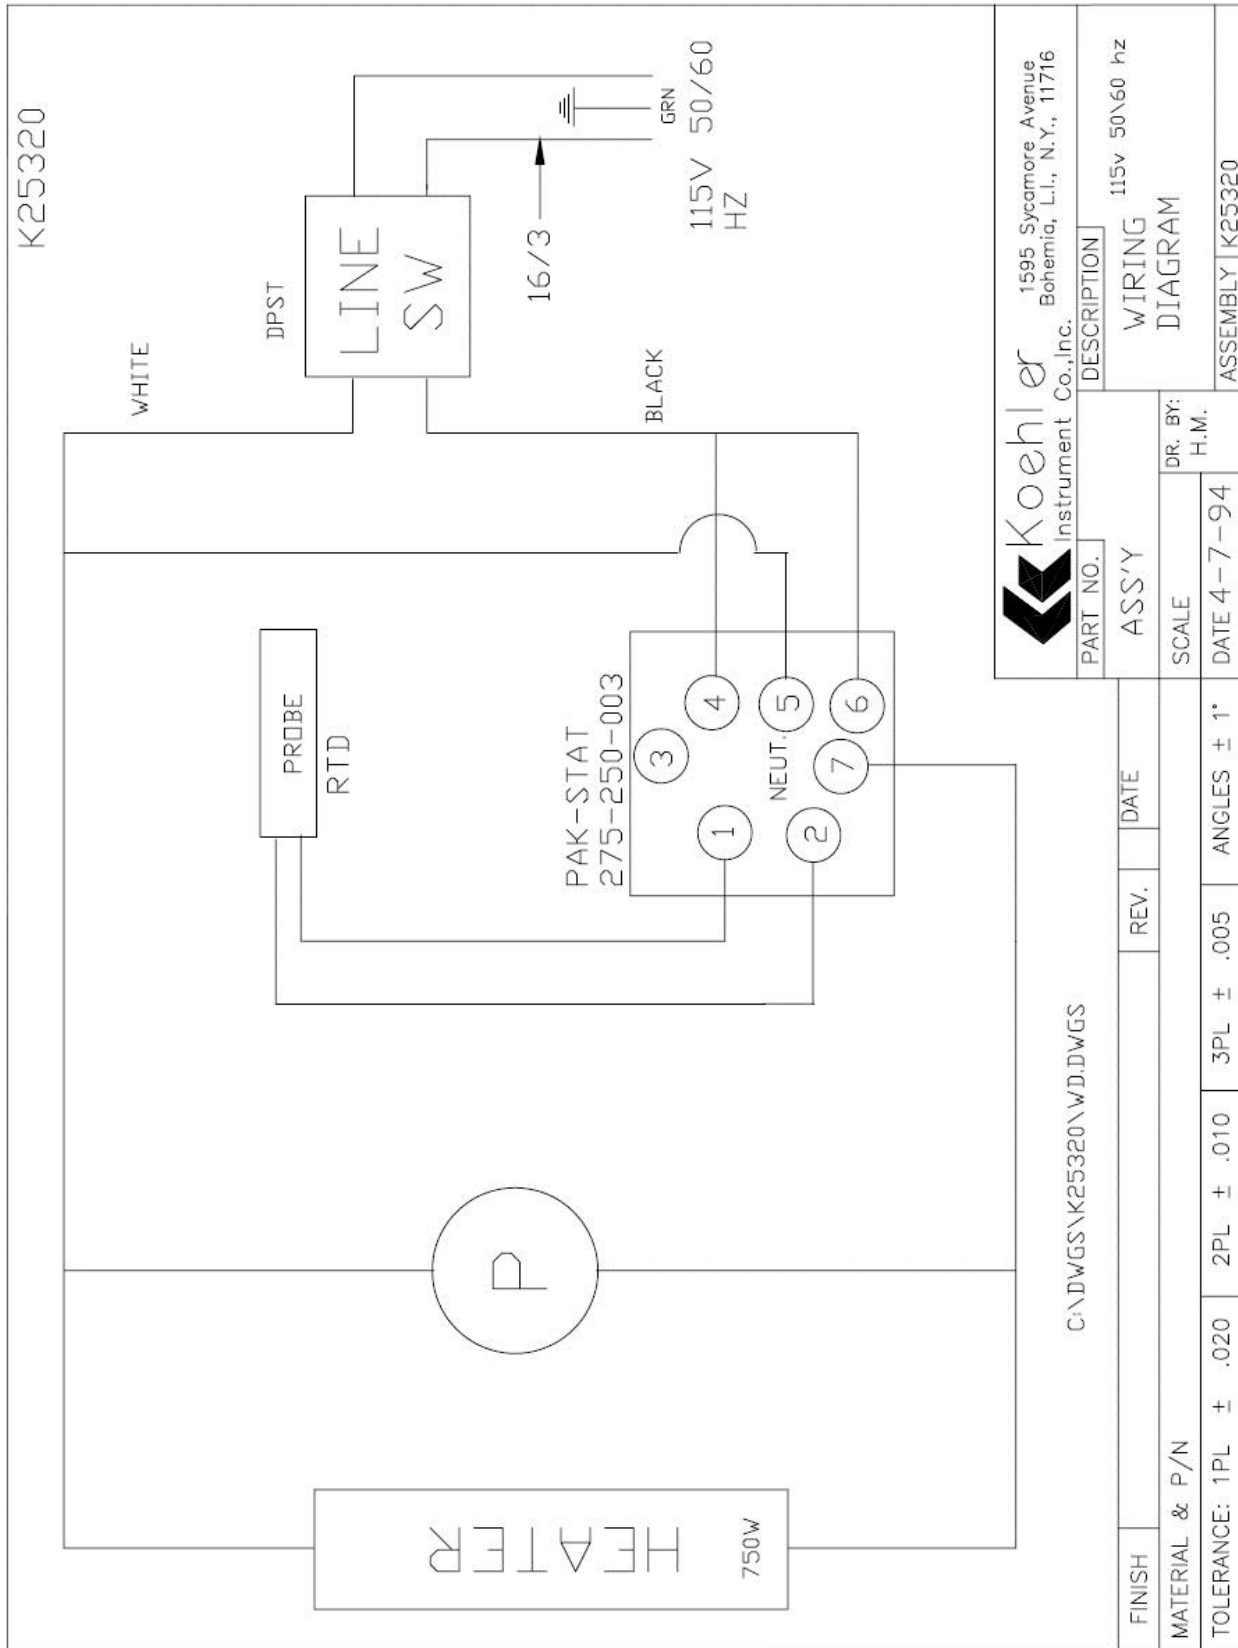 K25320
WHITE
DPST
LINE
SW
16/3
GRN
115V 50/60
HZ
BLACK
PROBE
RTD
PAK-STAT
275-250-003
3
4
1
NEUT.
5
2
7
6
P
HEATER
750W
C:\DWGS\K25320\WD.DWGS
Koehler
Instrument Co.,Inc.
1595 Sycamore Avenue
Bohemia, L.I., N.Y., 11716
PART NO.
ASS'Y
DESCRIPTION
WIRING 115v 50\60 hz
DIAGRAM
FINISH
REV.
DATE
SCALE
DR. BY:
H.M.
ASSEMBLY K25320
MATERIAL & P/N
TOLERANCE: 1PL ± .020 2PL ± .010 3PL ± .005 ANGLES ± 1°
DATE 4-7-94